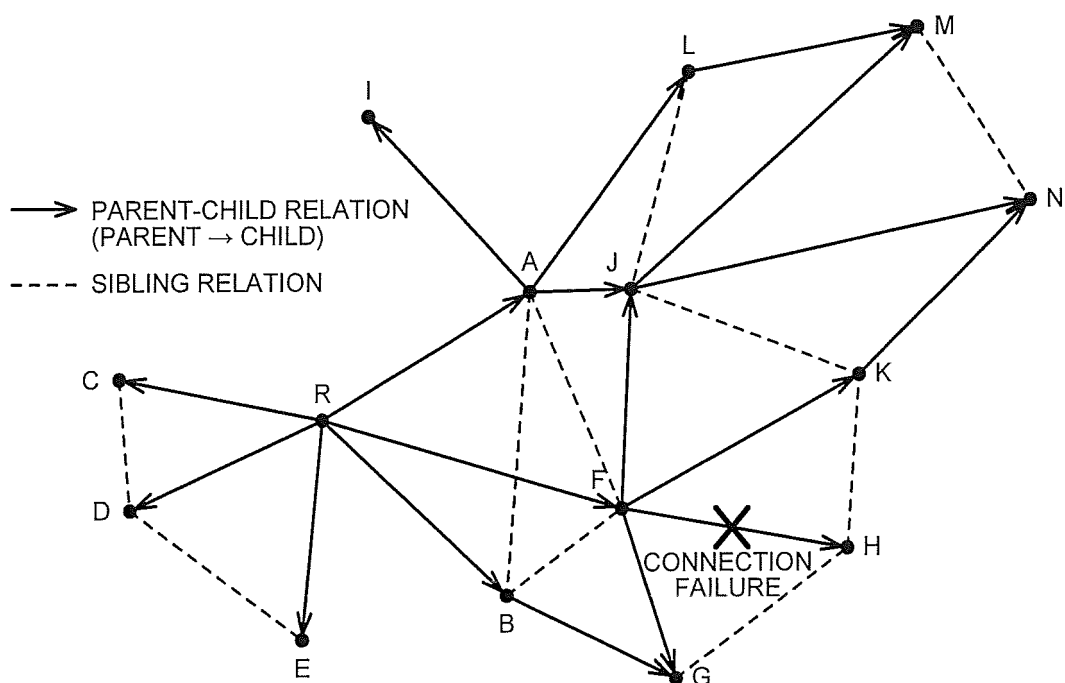 M
L
I
N
PARENT-CHILD RELATION
(PARENT → CHILD)
A
J
SIBLING RELATION
C
R
K
F
D
H
CONNECTION
FAILURE
B
E
G